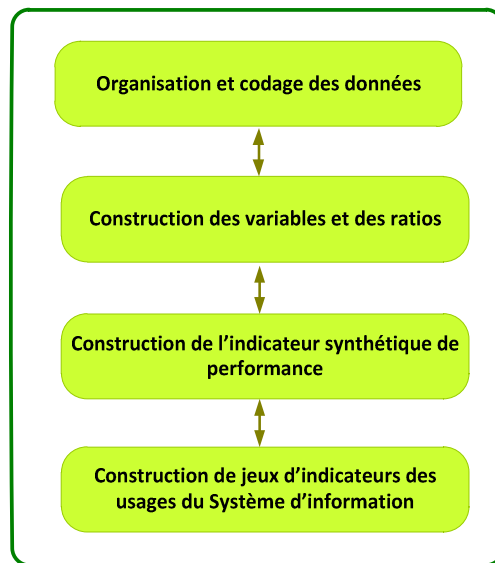 Organisation et codage des données
Construction des variables et des ratios
Construction de l’indicateur synthétique de
performance
Construction de jeux d’indicateurs des
usages du Système d’information